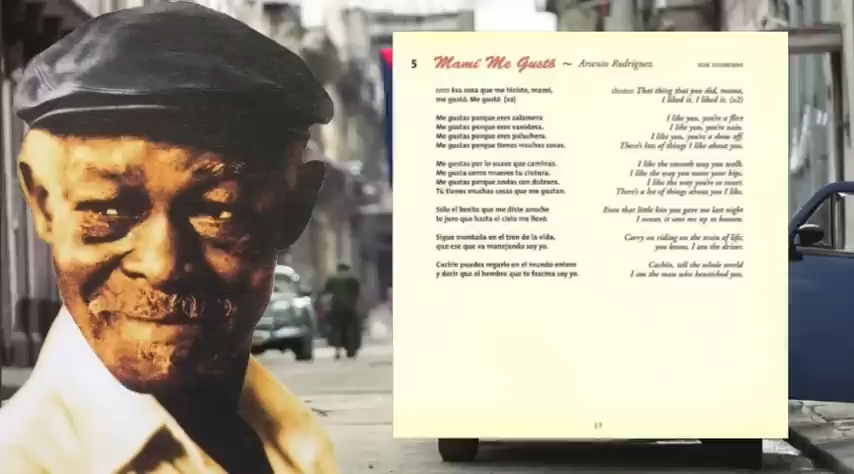 5 Mami Me Gustó ~ Arsenio Rodríguez
CORO Esa cosa que me hiciste, mami,
me gustó. Me gustó (x2)
Me gustas porque eres zalamera
Me gustas porque eres vanidosa.
Me gustas porque eres
Me gustas porque tienes muchas cosas.
Me gustas por lo suave que caminas.
Me gusta como mueves tu cintura.
Me gustas porque andas con dulzura.
Tú tienes muchas cosas que me gustan.
Sólo el besito que me diste anoche
te juro que hasta el cielo me llevó.
Sigue montada en el tren de la vida,
que ese que va manejando soy yo.
Cachita puedes regarlo en el mundo entero
y decir que el hombre que te fascina soy yo.
CHORUS That thing that you did, mama,
I liked it. I liked it. (x2)
I like you, you're a flirt
I like you, you're vain.
I like you, you're a show off.
There's lots of things I like about you.
I like the smooth way you walk.
I like the way you move your hips.
I like the way you're so sweet.
There's a lot of things about you I like.
Even that little kiss you gave me last night
I swear, it sent me up to heaven.
Carry on riding on the train of life;
you know, I am the driver.
Cachita, tell the whole world
I am the man who bewitched you.
17